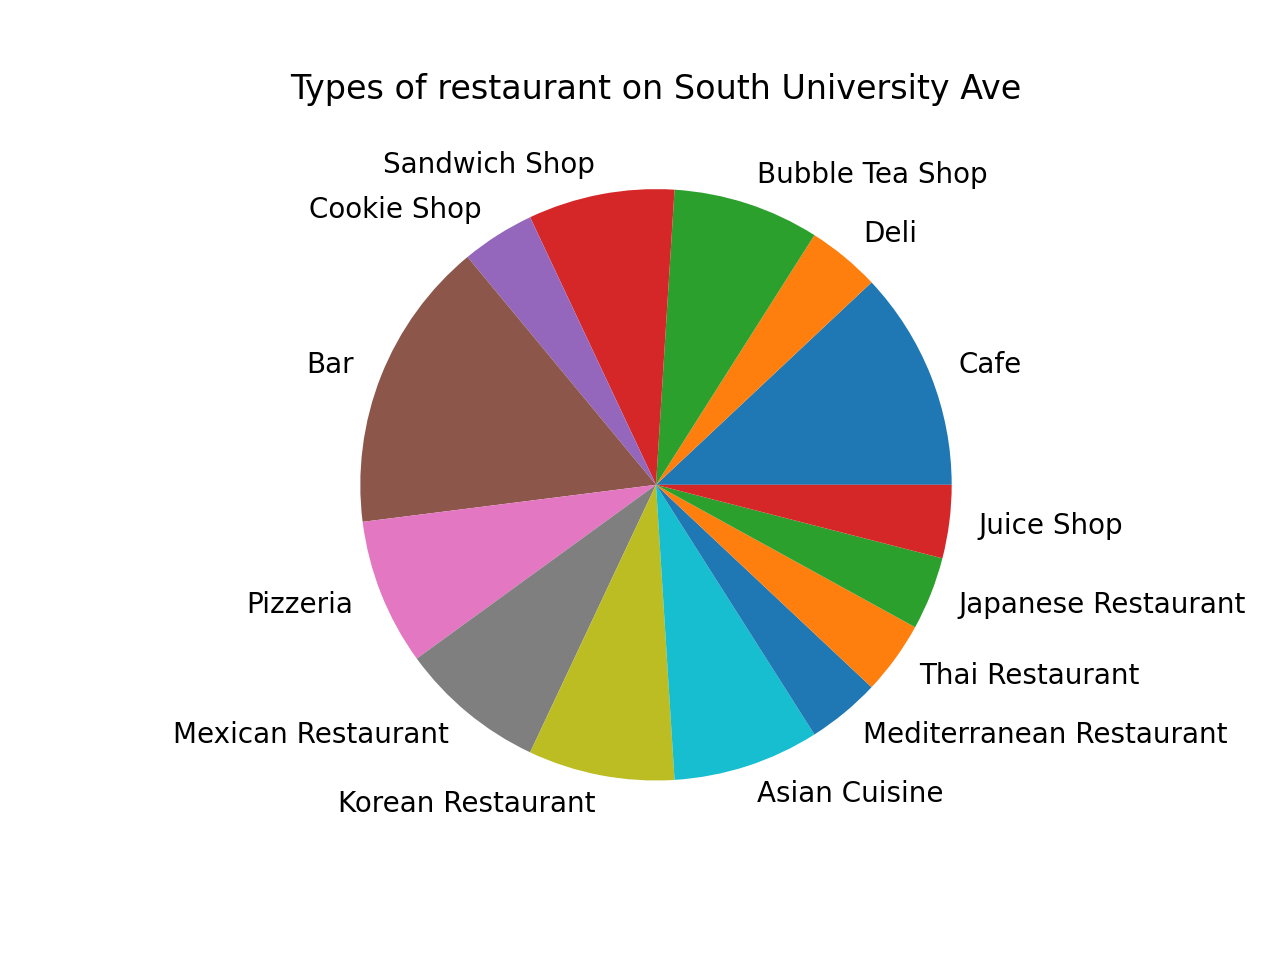 Types of restaurant on South University Ave
Sandwich Shop
Bubble Tea Shop
Cookie Shop
Deli
Bar
Cafe
Juice Shop
Pizzeria
Japanese Restaurant
Thai Restaurant
Mexican Restaurant
Mediterranean Restaurant
Korean Restaurant
Asian Cuisine